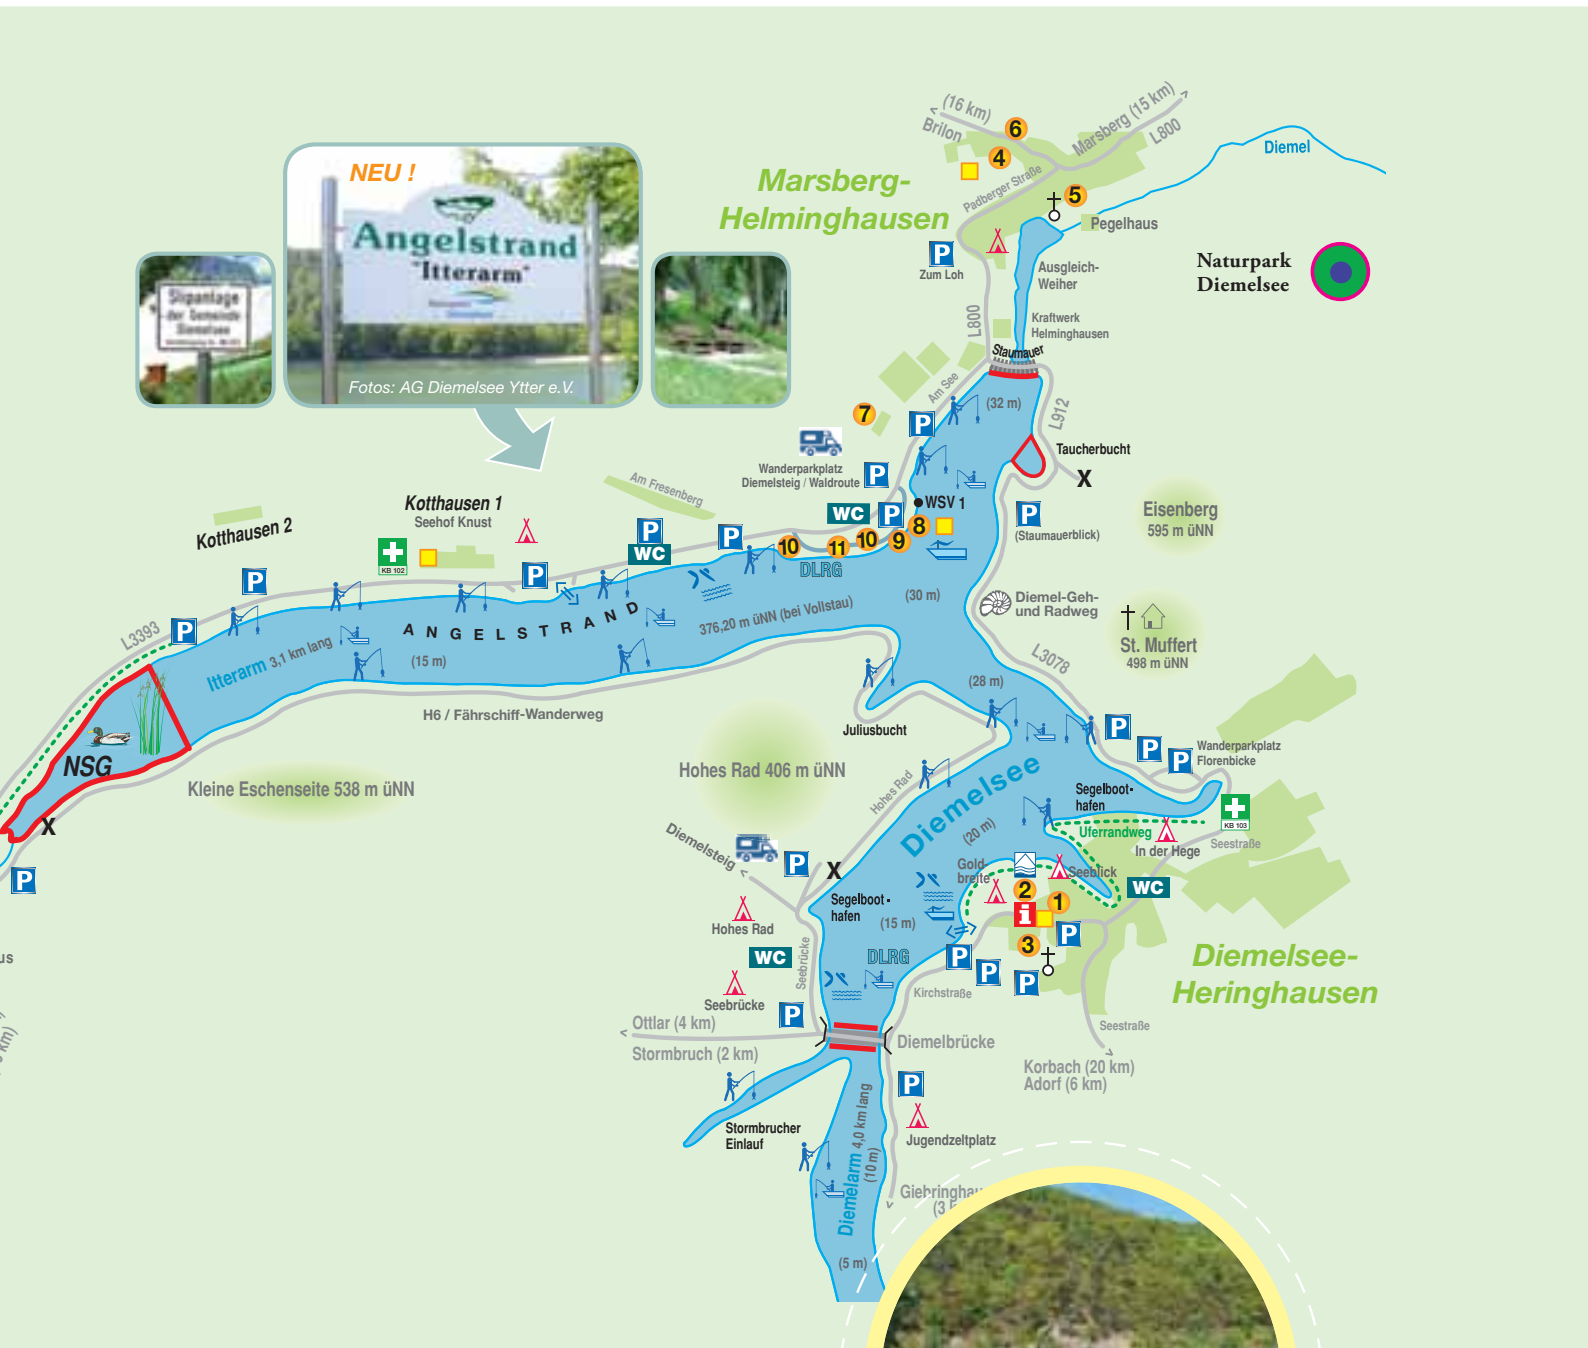 (16 km)
Brilon
Marsberg (15 km)
L800
6
4
5
Padberger Straße
Diemel
Pegelhaus
Marsberg-
Helminghausen
P
Zum Loh
Ausgleich-
Weiher
Naturpark
Diemelsee
L800
Kraftwerk
Helminghausen
Staumauer
NEU !
Angelstrand
"Itterarm"
Fotos: AG Diemelsee Ytter e.V.
Slipanlage
der Gemeinde
Diemelsee
Am See
(32 m)
L912
7
P
Taucherbucht
X
Wanderparkplatz
Diemelsteig / Waldroute
P
WSV 1
WC
P
8
9
10
11
10
DLRG
P
(Staumauerblick)
Eisenberg
595 m üNN
Am Fresenberg
Kotthausen 1
Seehof Knust
Kotthausen 2
KB 102
P
WC
P
P
P
P
L3393
ANGELSTRAND
376,20 m üNN (bei Vollstau)
(30 m)
Diemel-Geh-
und Radweg
St. Muffert
498 m üNN
Itterarm 3,1 km lang
(15 m)
L3078
(28 m)
H6 / Fährschiff-Wanderweg
Juliusbucht
NSG
X
P
Kleine Eschenseite 538 m üNN
Hohes Rad 406 m üNN
P
P
P
Wanderparkplatz
Florenbicke
Hohes Rad
Diemelsee
(20 m)
Segelboot-
hafen
KB 103
Uferrandweg
In der Hege
Seestraße
Diemelsteig
P
X
Gold-
breite
Seeblick
WC
Segelboot-
hafen
2
1
i
3
P
(15 m)
Hohes Rad
WC
Seebrücke
DLRG
P
P
P
Diemelsee-
Heringhausen
Seebrücke
P
Kirchstraße
Ottlar (4 km)
Stormbruch (2 km)
Diemelbrücke
Seestraße
Korbach (20 km)
Adorf (6 km)
P
Jugendzeltplatz
Stormbrucher
Einlauf
Diemelarm 4,0 km lang
(10 m)
(5 m)